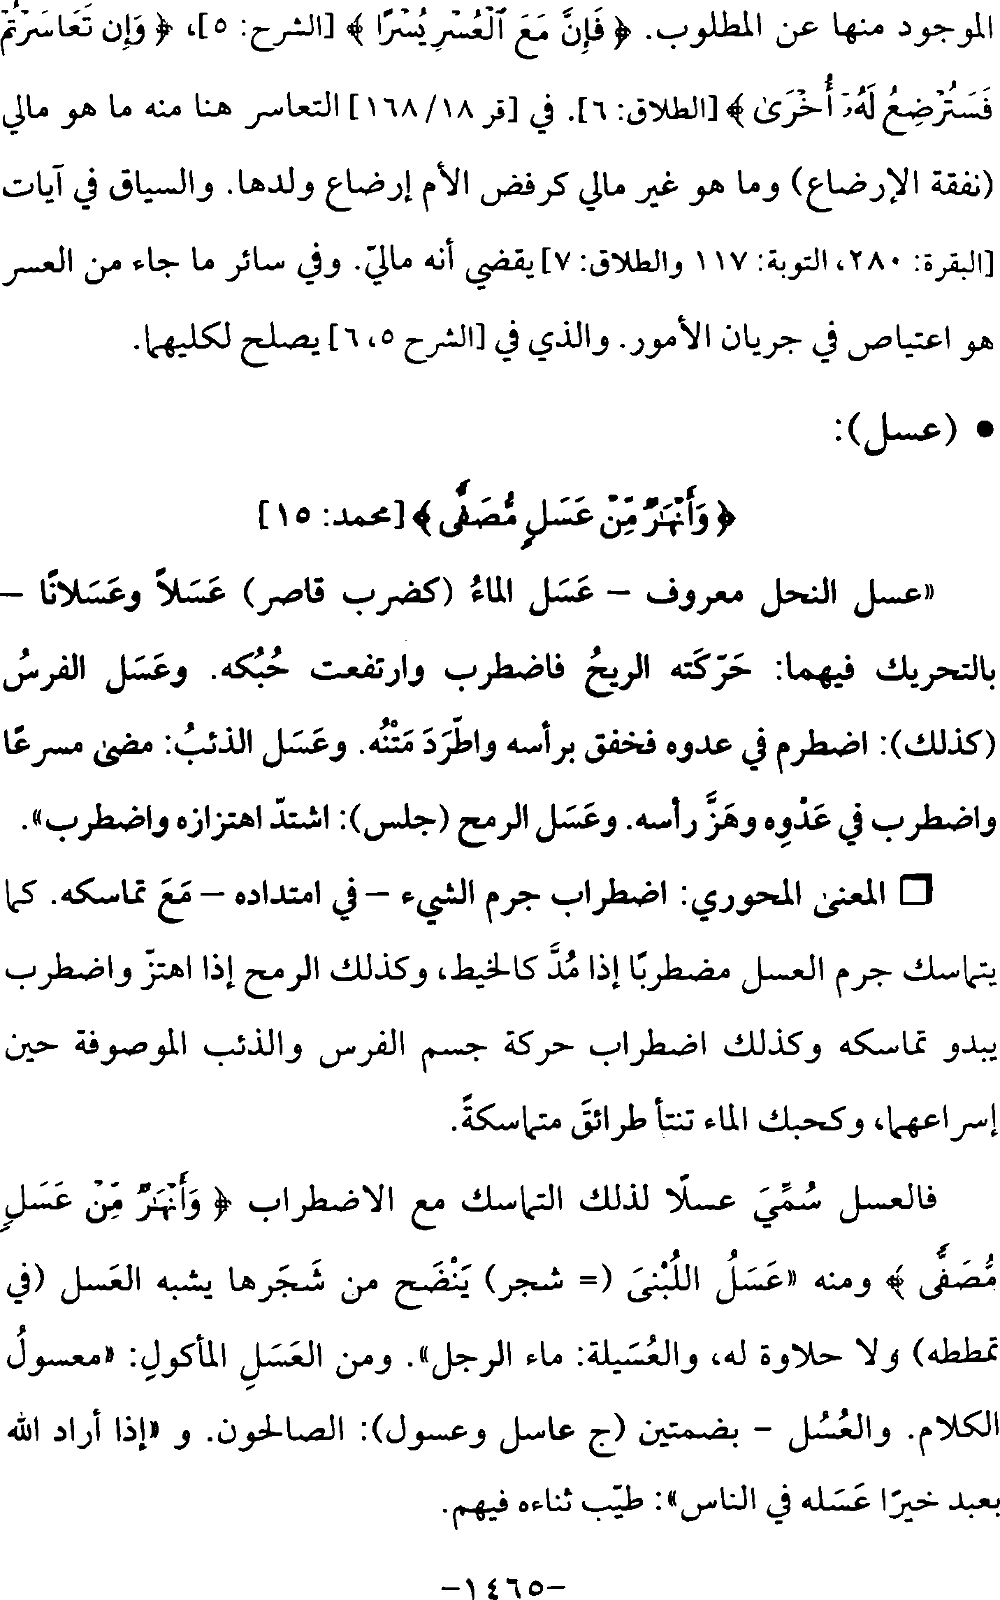 الموجود منها عن المطلوب. ﴿ فَإِنَّ مَعَ ٱلْعُسْرِ يُسْرًا ﴾ [الشرح: ٥]، ﴿ وَإِن تَعَاسَرْتُمْ
فَسَتُرْضِعُ لَهُۥٓ أُخْرَىٰ ﴾ [الطلاق: ٦]. في [قر ١٨/ ١٦٨] التعاسر هنا منه ما هو مالي
(نفقة الإرضاع) وما هو غير مالي كرفض الأم إرضاع ولدها. والسياق في آيات
[البقرة: ٢٨٠، التوبة: ١١٧ والطلاق: ٧] يقضي أنه ماليّ. وفي سائر ما جاء من العسر
هو اعتياص في جريان الأمور. والذي في [الشرح ٥، ٦] يصلح لكليهما.
• (عسل):
﴿ وَأَنْهَٰرٌ مِّنْ عَسَلٍ مُّصَفًّى ﴾ [محمد: ١٥]
«عسل النحل معروف – عَسَل الماءُ (كضرب قاصر) عَسَلاً وعَسَلانًا –
بالتحريك فيهما: حَرّكَته الريحُ فاضطرب وارتفعت حُبُكه. وعَسَل الفرسُ
(كذلك): اضطرم في عدوه فخفق برأسه واطّرَدَ مَتْنُه. وعَسَل الذئبُ: مضىٰ مسرعًا
واضطرب في عَدْوِه وهَزَّ رأسه. وعَسَل الرمح (جلس): اشتدّ اهتزازه واضطرب».
□ المعنىٰ المحوري: اضطراب جرم الشيء – في امتداده – مَعَ تماسكه. كما
يتماسك جرم العسل مضطربًا إذا مُدَّ كالخيط، وكذلك الرمح إذا اهتزّ واضطرب
يبدو تماسكه وكذلك اضطراب حركة جسم الفرس والذئب الموصوفة حين
إسراعهما، وكحبك الماء تنتأ طرائقَ متماسكةً.
فالعسل سُمِّيَ عسلًا لذلك التماسك مع الاضطراب ﴿ وَأَنْهَٰرٌ مِّنْ عَسَلٍ
مُّصَفًّى ﴾ ومنه «عَسَلُ اللُبْنىَ (= شجر) يَنْضَح من شَجَرها يشبه العَسل (في
تمططه) ولا حلاوة له، والعُسَيلة: ماء الرجل». ومن العَسَلِ المأكولِ: «معسولُ
الكلام. والعُسُل – بضمتين (ج عاسل وعسول): الصالحون. و «إذا أراد الله
بعبد خيرًا عَسَله في الناس»: طيّب ثناءه فيهم.
–١٤٦٥–